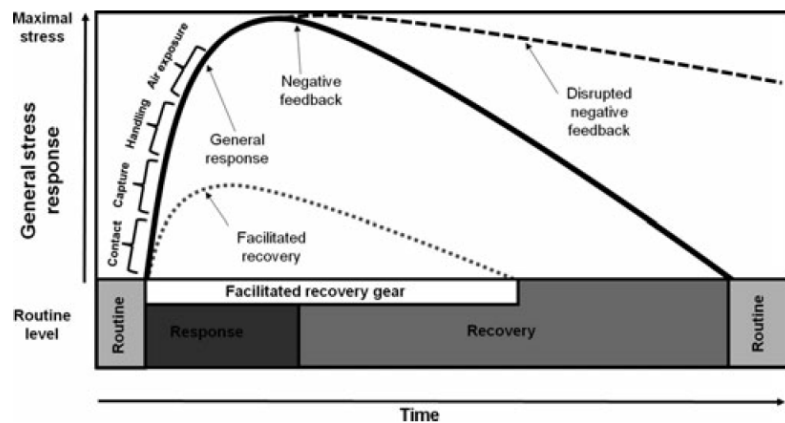 Maximal
stress
General stress
response
Contact
Capture
Handling
Air exposure
General
response
Negative
feedback
Disrupted
negative
feedback
Facilitated
recovery
Routine
level
Routine
Facilitated recovery gear
Response
Recovery
Routine
Time